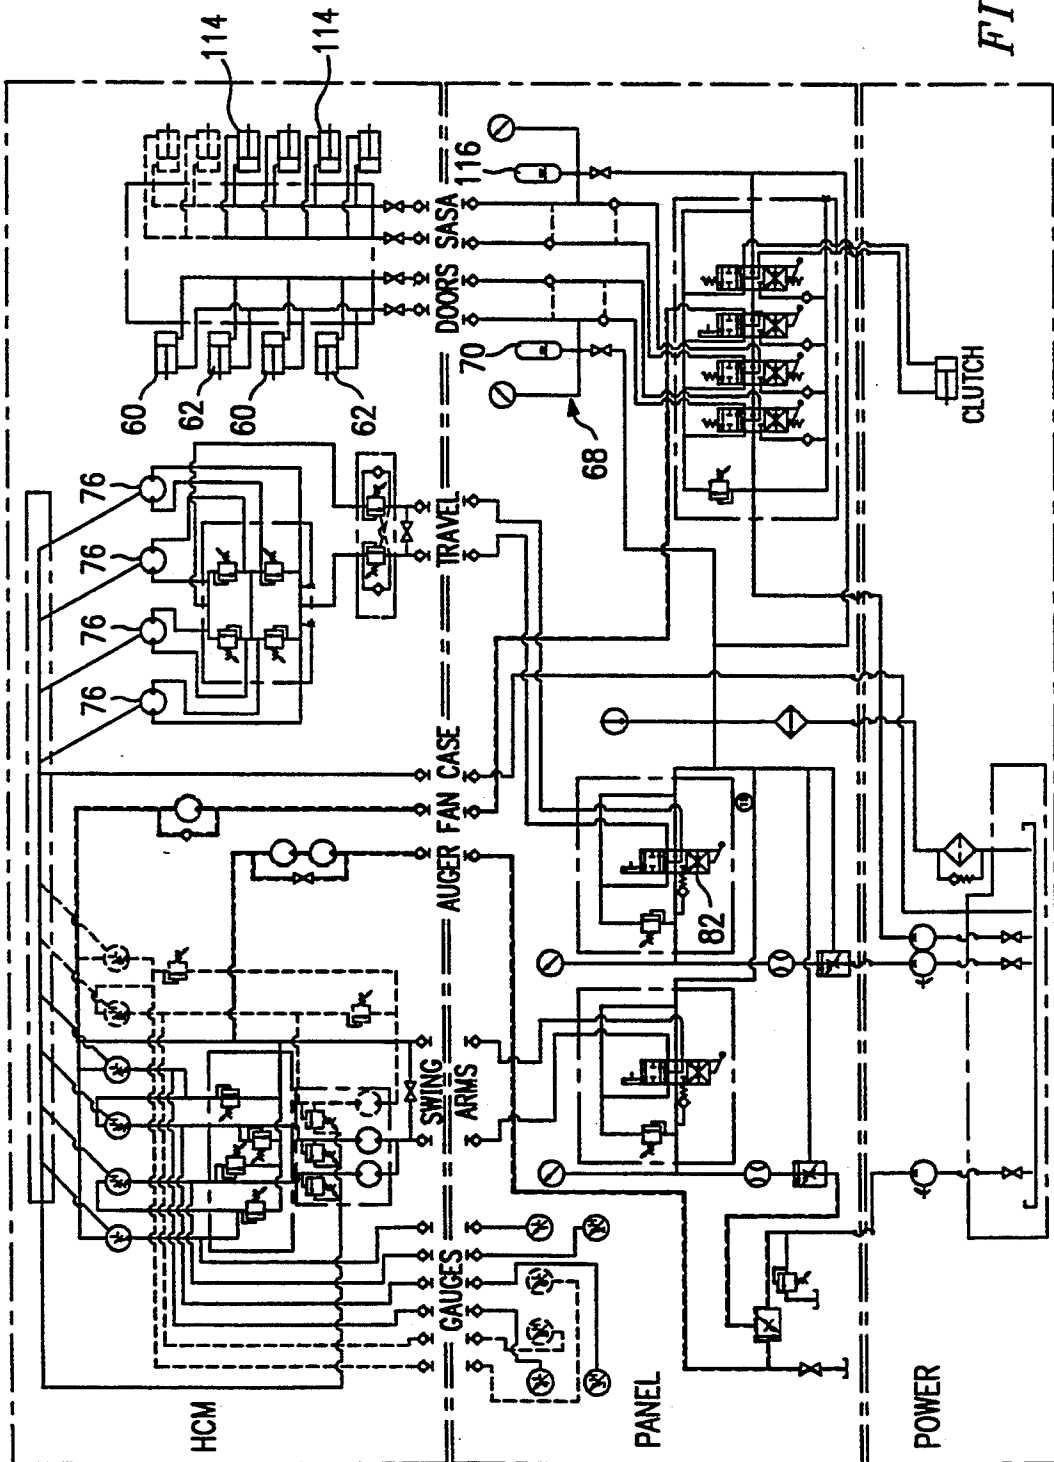 FI
114
114
60
62
60
62
76
76
76
76
HCM
116
70
68
82
GAUGES
SWING
ARMS
AUGER
FAN
CASE
TRAVEL
DOORS
SASA
PANEL
CLUTCH
POWER